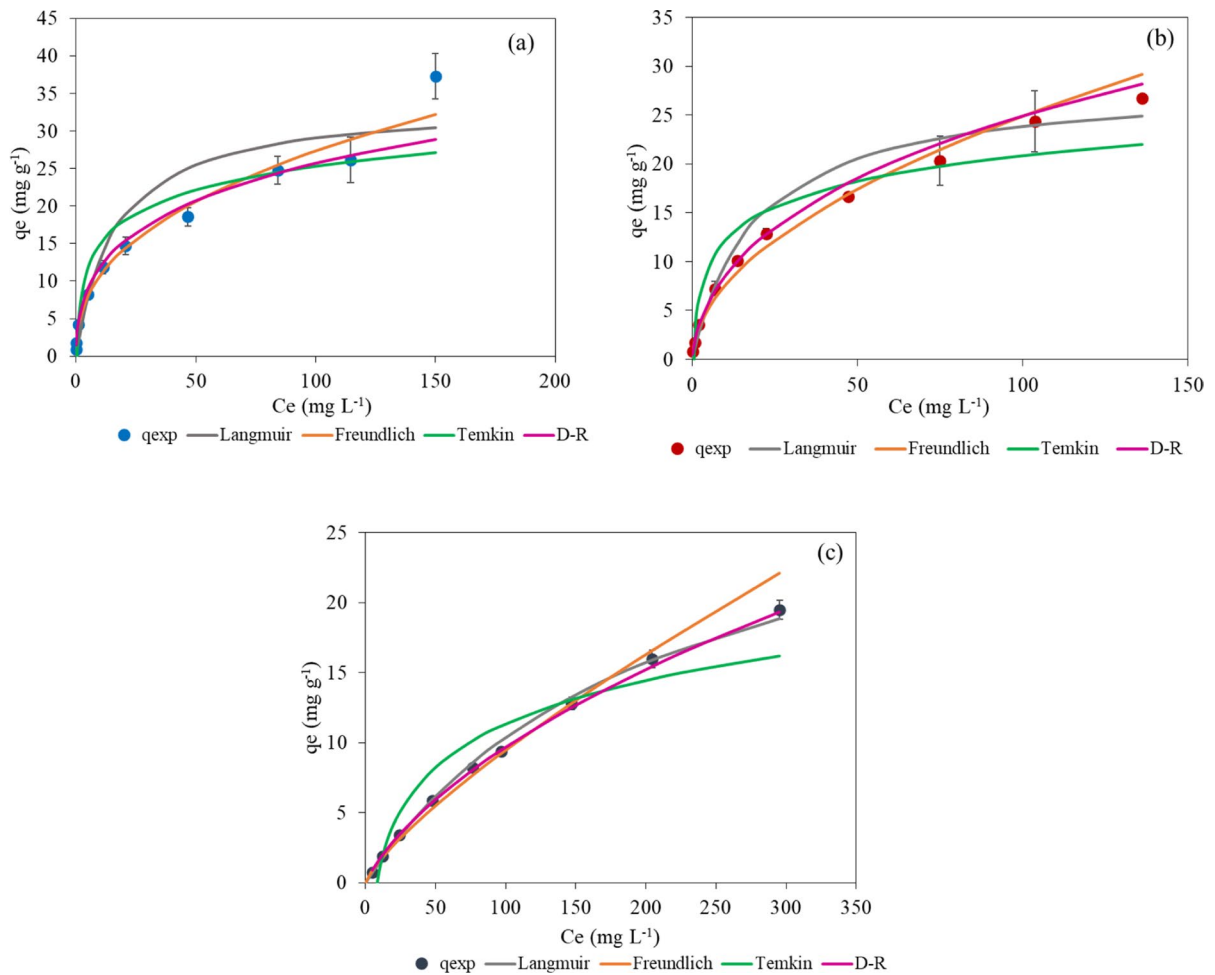 (a)
45
40
35
30
25
20
15
10
5
0
qe (mg g⁻¹)
0 50 100 150 200
Ce (mg L⁻¹)
qexp Langmuir Freundlich Temkin D-R
(b)
35
30
25
20
15
10
5
0
qe (mg g⁻¹)
0 50 100 150
Ce (mg L⁻¹)
qexp Langmuir Freundlich Temkin D-R
(c)
25
20
15
10
5
0
qe (mg g⁻¹)
0 50 100 150 200 250 300 350
Ce (mg L⁻¹)
qexp Langmuir Freundlich Temkin D-R